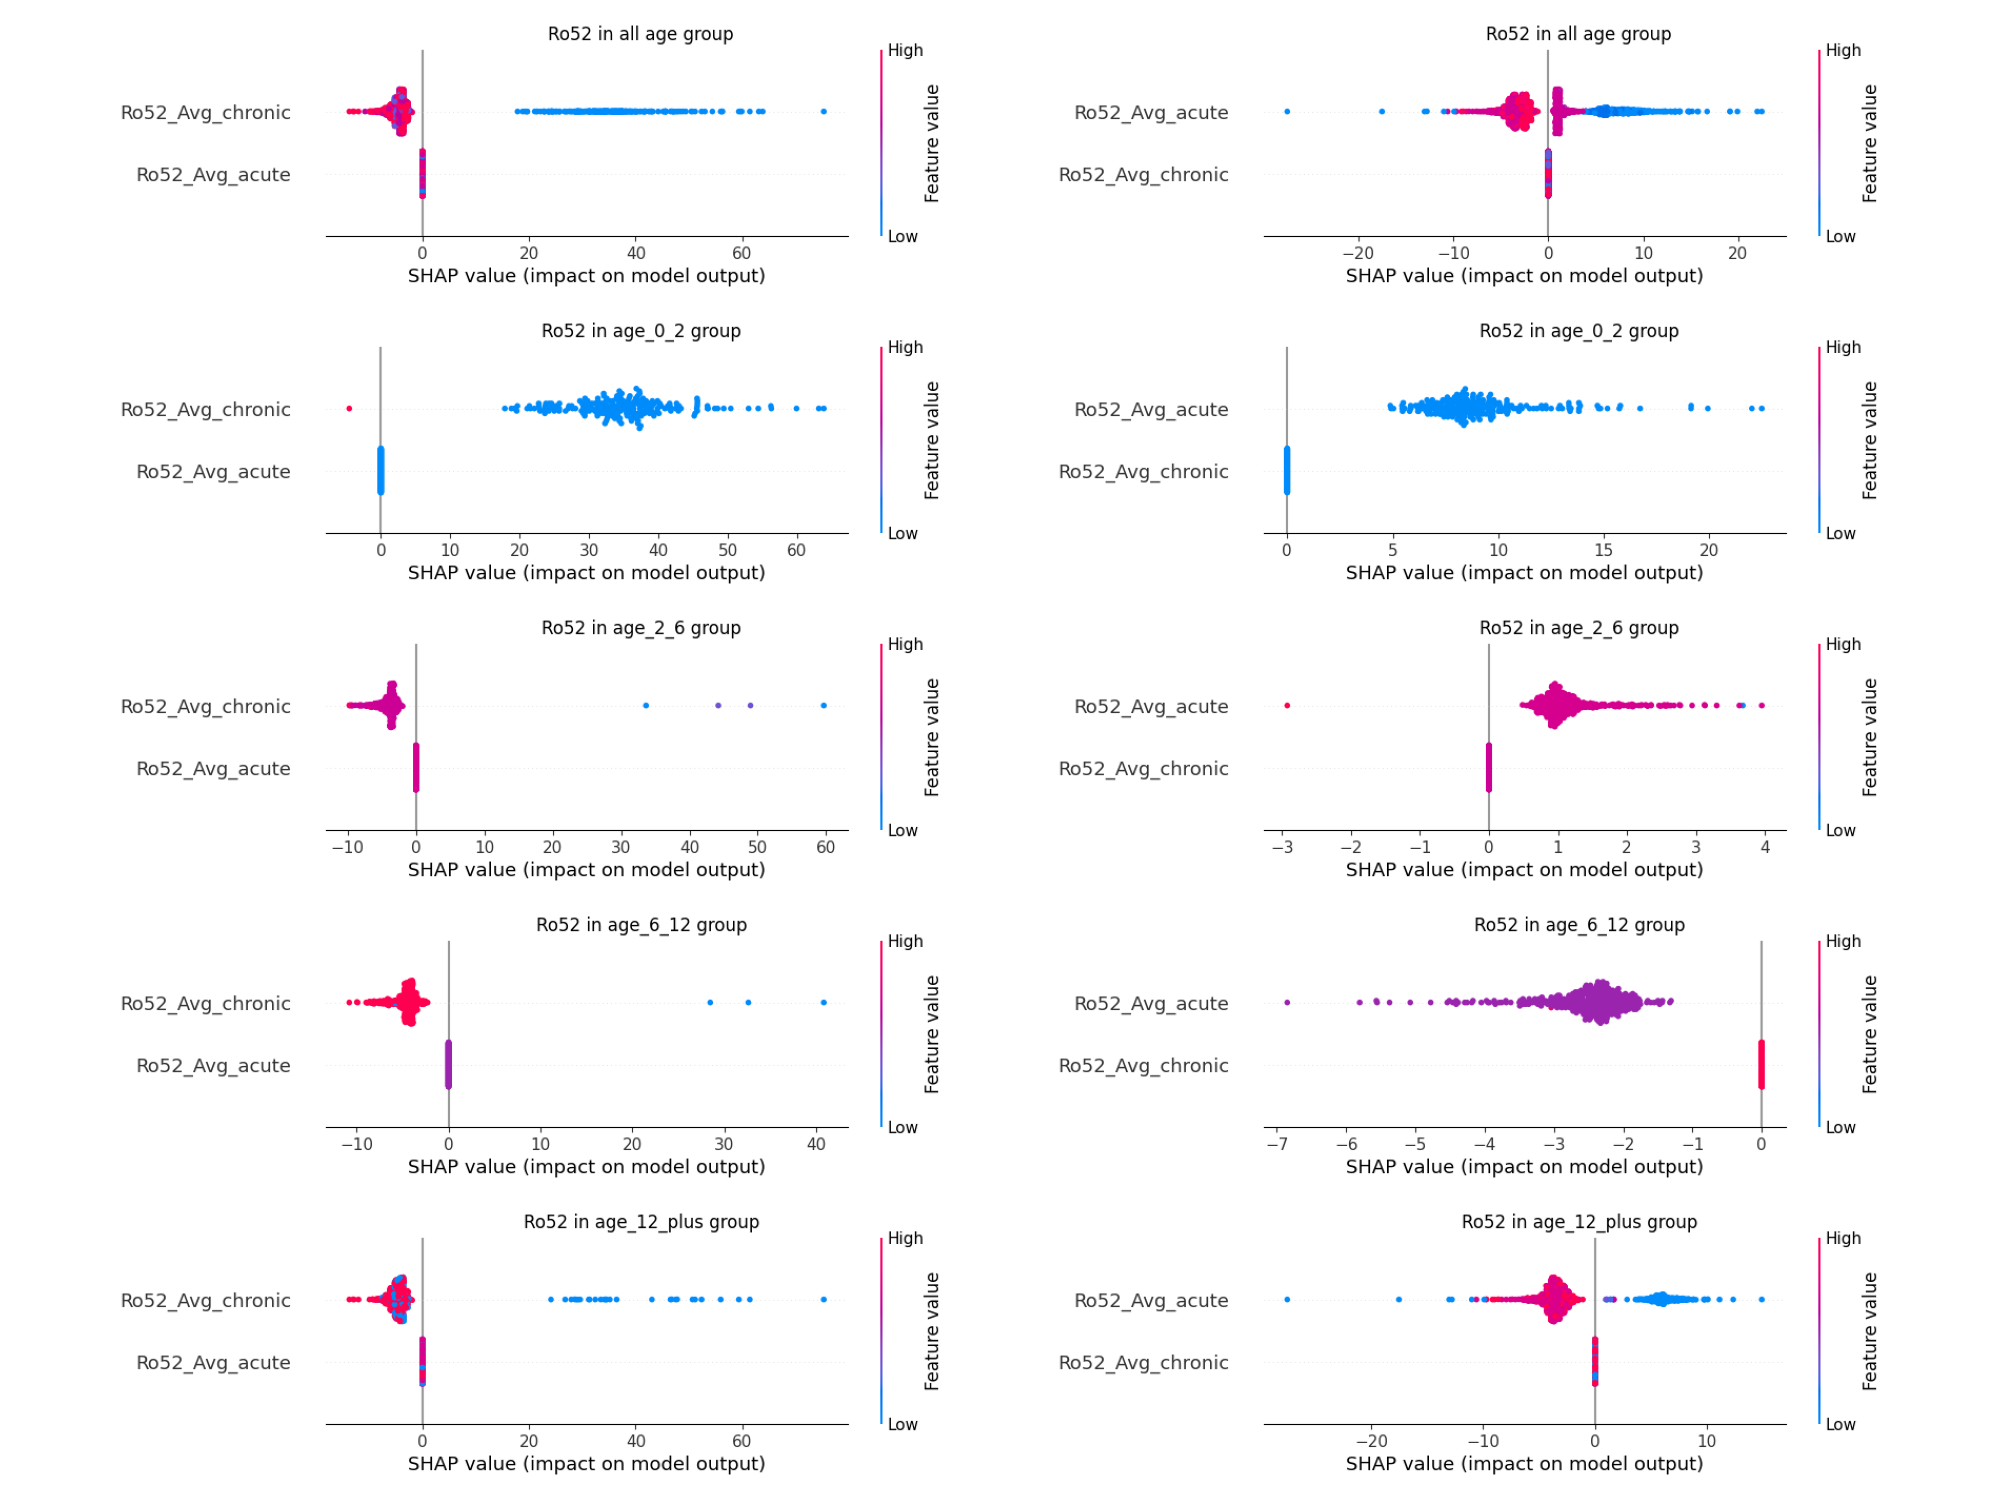 Ro52 in all age group
High
Ro52_Avg_chronic
Ro52_Avg_acute
Feature value
Low
0 20 40 60
SHAP value (impact on model output)
Ro52 in all age group
High
Ro52_Avg_acute
Ro52_Avg_chronic
Feature value
Low
−20 −10 0 10 20
SHAP value (impact on model output)
Ro52 in age_0_2 group
High
Ro52_Avg_chronic
Ro52_Avg_acute
Feature value
Low
0 10 20 30 40 50 60
SHAP value (impact on model output)
Ro52 in age_0_2 group
High
Ro52_Avg_acute
Ro52_Avg_chronic
Feature value
Low
0 5 10 15 20
SHAP value (impact on model output)
Ro52 in age_2_6 group
High
Ro52_Avg_chronic
Ro52_Avg_acute
Feature value
Low
−10 0 10 20 30 40 50 60
SHAP value (impact on model output)
Ro52 in age_2_6 group
High
Ro52_Avg_acute
Ro52_Avg_chronic
Feature value
Low
−3 −2 −1 0 1 2 3 4
SHAP value (impact on model output)
Ro52 in age_6_12 group
High
Ro52_Avg_chronic
Ro52_Avg_acute
Feature value
Low
−10 0 10 20 30 40
SHAP value (impact on model output)
Ro52 in age_6_12 group
High
Ro52_Avg_acute
Ro52_Avg_chronic
Feature value
Low
−7 −6 −5 −4 −3 −2 −1 0
SHAP value (impact on model output)
Ro52 in age_12_plus group
High
Ro52_Avg_chronic
Ro52_Avg_acute
Feature value
Low
0 20 40 60
SHAP value (impact on model output)
Ro52 in age_12_plus group
High
Ro52_Avg_acute
Ro52_Avg_chronic
Feature value
Low
−20 −10 0 10
SHAP value (impact on model output)